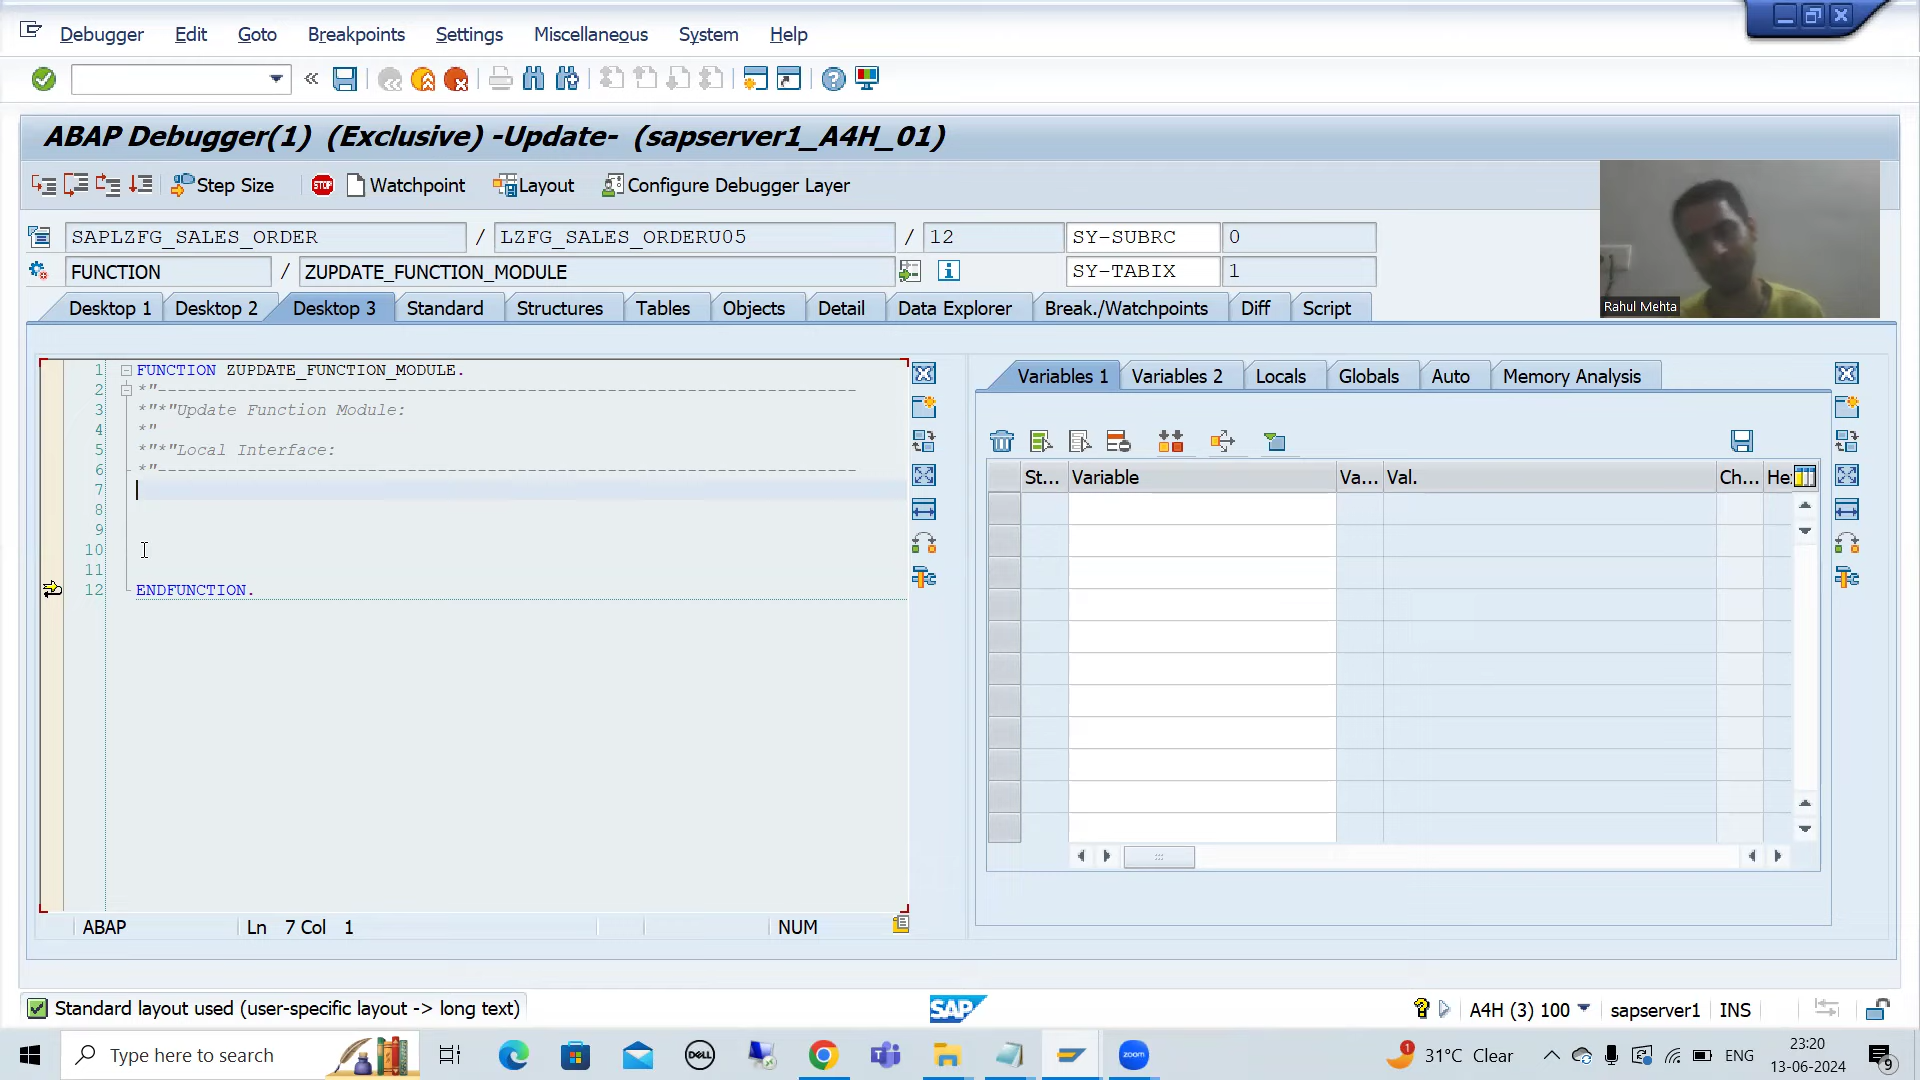 Debugger Edit Goto Breakpoints Settings Miscellaneous System Help
ABAP Debugger(1) (Exclusive) -Update- (sapserver1_A4H_01)
Step Size STOP Watchpoint Layout Configure Debugger Layer
SAPLZFG_SALES_ORDER / LZFG_SALES_ORDERU05 / 12 SY-SUBRC 0
FUNCTION / ZUPDATE_FUNCTION_MODULE SY-TABIX 1
Rahul Mehta
Desktop 1 Desktop 2 Desktop 3 Standard Structures Tables Objects Detail Data Explorer Break./Watchpoints Diff Script
1 FUNCTION ZUPDATE_FUNCTION_MODULE.
2 *"----------------------------------------------------------------------
3 *"*"Update Function Module:
4 *"
5 *"*"Local Interface:
6 *"----------------------------------------------------------------------
7
8
9
10
11
12 ENDFUNCTION.
ABAP Ln 7 Col 1 NUM
Variables 1 Variables 2 Locals Globals Auto Memory Analysis
St... Variable Va... Val. Ch... He
Standard layout used (user-specific layout -> long text)
SAP
A4H (3) 100 sapserver1 INS
Type here to search
DELL
zoom
1
31°C Clear
ENG
23:20
13-06-2024
9